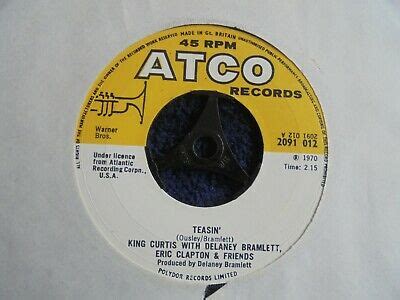 MADE IN GT. BRITAIN
45 RPM
ATCO
RECORDS
Warner
Bros.
Under licence
from Atlantic
Recording Corpn.,
U.S.A.
2091 012 A
2091 012
℗ 1970
Time: 2.15
TEASIN'
(Ousley/Bramlett)
KING CURTIS WITH DELANEY BRAMLETT,
ERIC CLAPTON & FRIENDS
Produced by Delaney Bramlett
POLYDOR RECORDS LIMITED